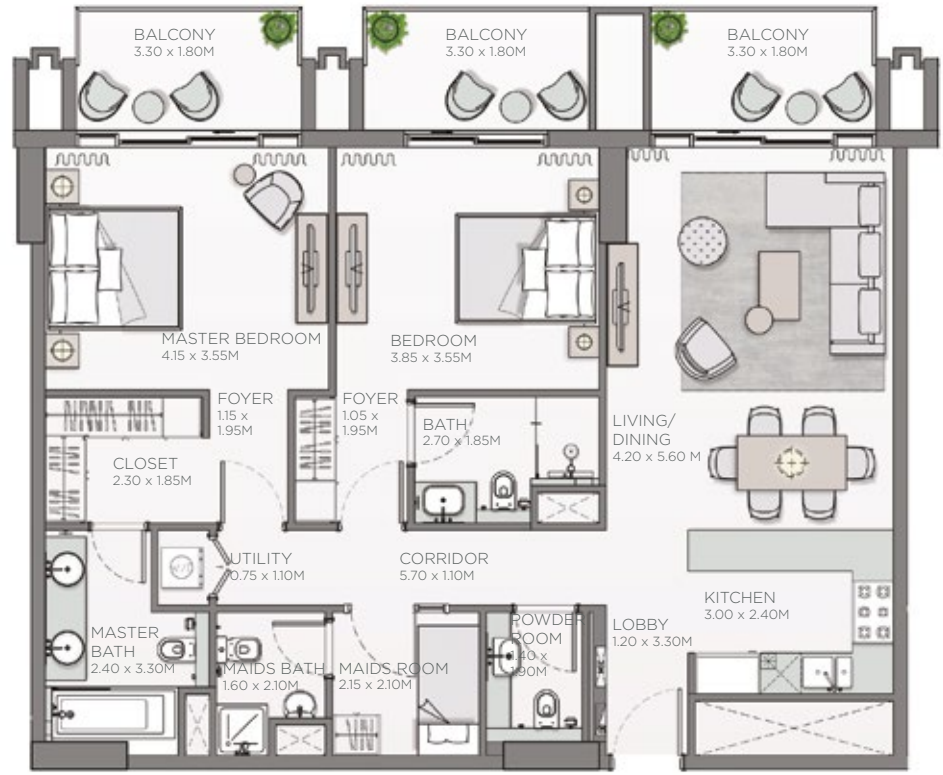 BALCONY
3.30 x 1.80M
BALCONY
3.30 x 1.80M
BALCONY
3.30 x 1.80M
MASTER BEDROOM
4.15 x 3.55M
BEDROOM
3.85 x 3.55M
FOYER
1.15 x
1.95M
FOYER
1.05 x
1.95M
BATH
2.70 x 1.85M
LIVING/
DINING
4.20 x 5.60 M
CLOSET
2.30 x 1.85M
UTILITY
0.75 x 1.10M
CORRIDOR
5.70 x 1.10M
KITCHEN
3.00 x 2.40M
LOBBY
1.20 x 3.30M
POWDER
ROOM
1.40 x
1.90M
MASTER
BATH
2.40 x 3.30M
MAIDS BATH
1.60 x 2.10M
MAIDS ROOM
2.15 x 2.10M